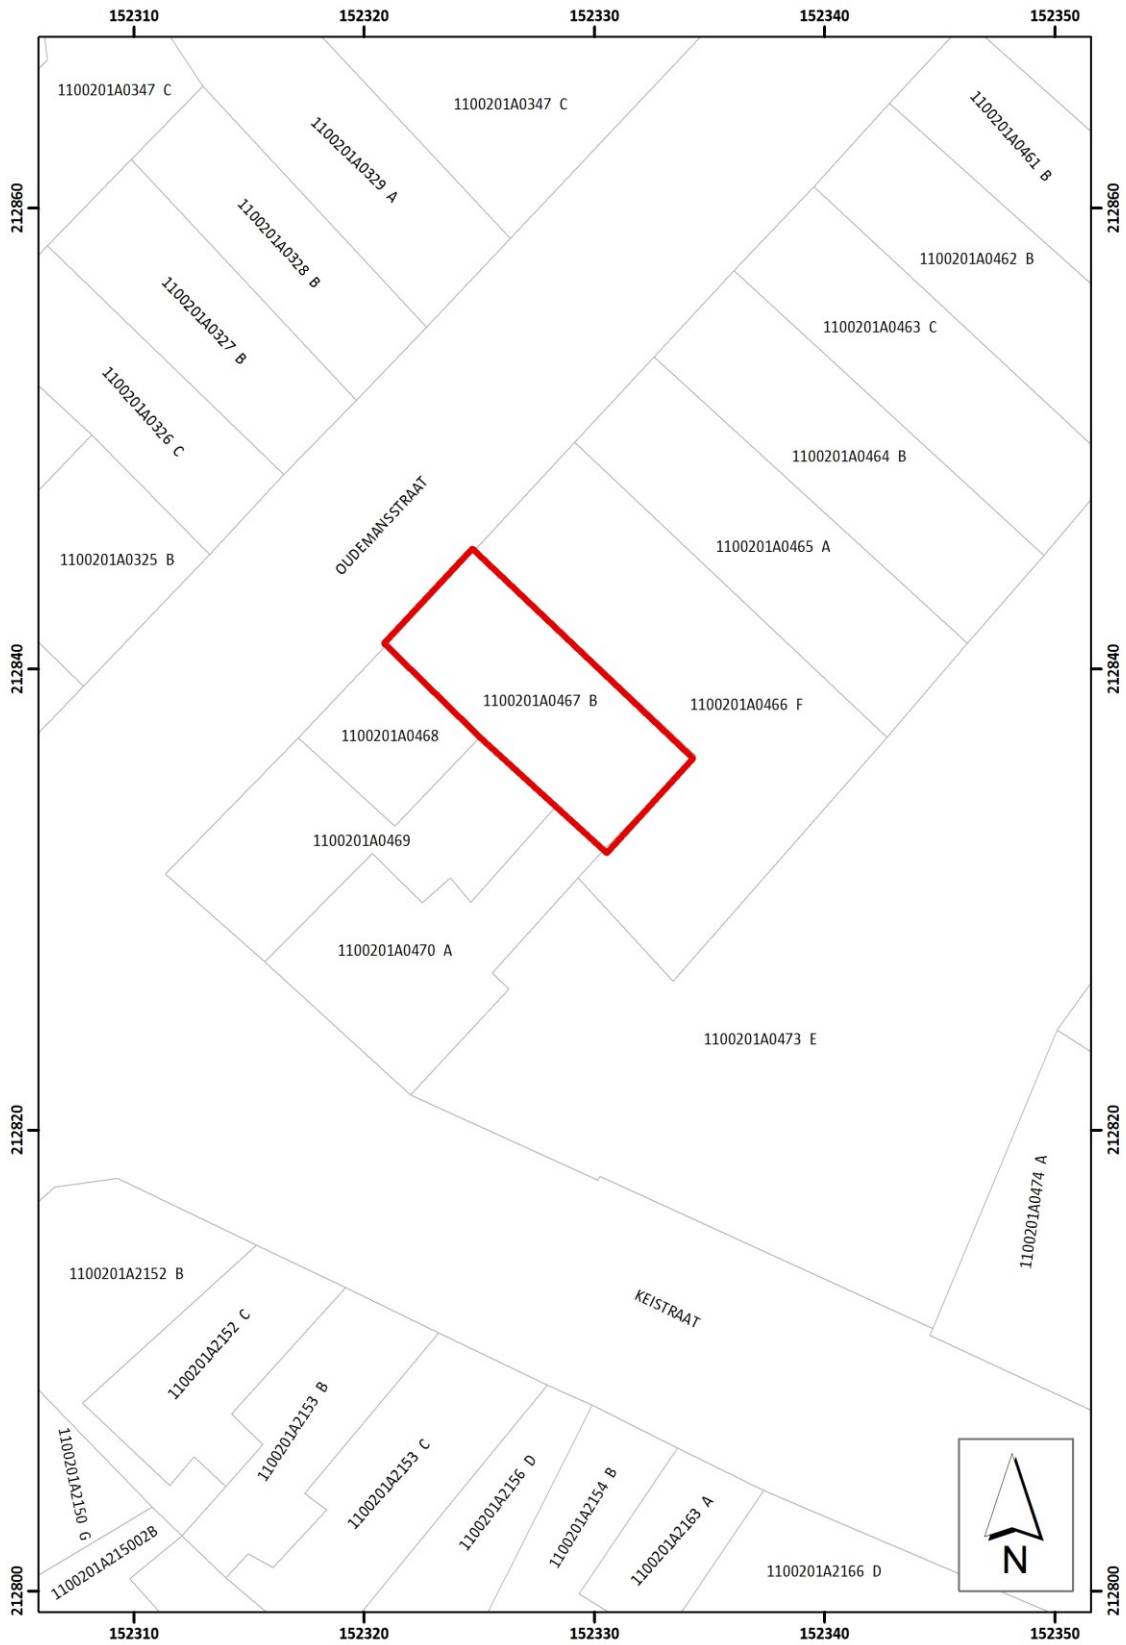 152310
152320
152330
152340
152350
1100201A0347 C
1100201A0347 C
1100201A0329 A
1100201A0461 B
212860
212860
1100201A0328 B
1100201A0462 B
1100201A0327 B
1100201A0463 C
1100201A0326 C
1100201A0464 B
OUDEMANSSTRAAT
1100201A0325 B
1100201A0465 A
212840
212840
1100201A0467 B
1100201A0466 F
1100201A0468
1100201A0469
1100201A0470 A
1100201A0473 E
212820
212820
1100201A0474 A
1100201A2152 B
KEISTRAAT
1100201A2152 C
1100201A2153 B
1100201A2150 G
1100201A2153 C
1100201A2156 D
1100201A2154 B
1100201A2163 A
1100201A215002B
1100201A2166 D
N
212800
212800
152310
152320
152330
152340
152350